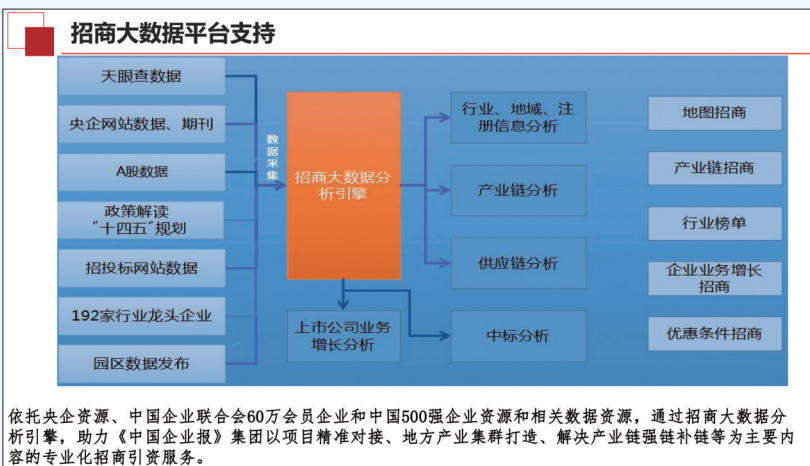 招商大数据平台支持
天眼查数据
央企网站数据、期刊
A股数据
政策解读
“十四五”规划
招投标网站数据
192家行业龙头企业
园区数据发布
数据采集
招商大数据分
析引擎
上市公司业务
增长分析
行业、地域、注
册信息分析
产业链分析
供应链分析
中标分析
地图招商
产业链招商
行业榜单
企业业务增长
招商
优惠条件招商
依托央企资源、中国企业联合会60万会员企业和中国500强企业资源和相关数据资源，通过招商大数据分
析引擎，助力《中国企业报》集团以项目精准对接、地方产业集群打造、解决产业链强链补链等为主要内
容的专业化招商引资服务。